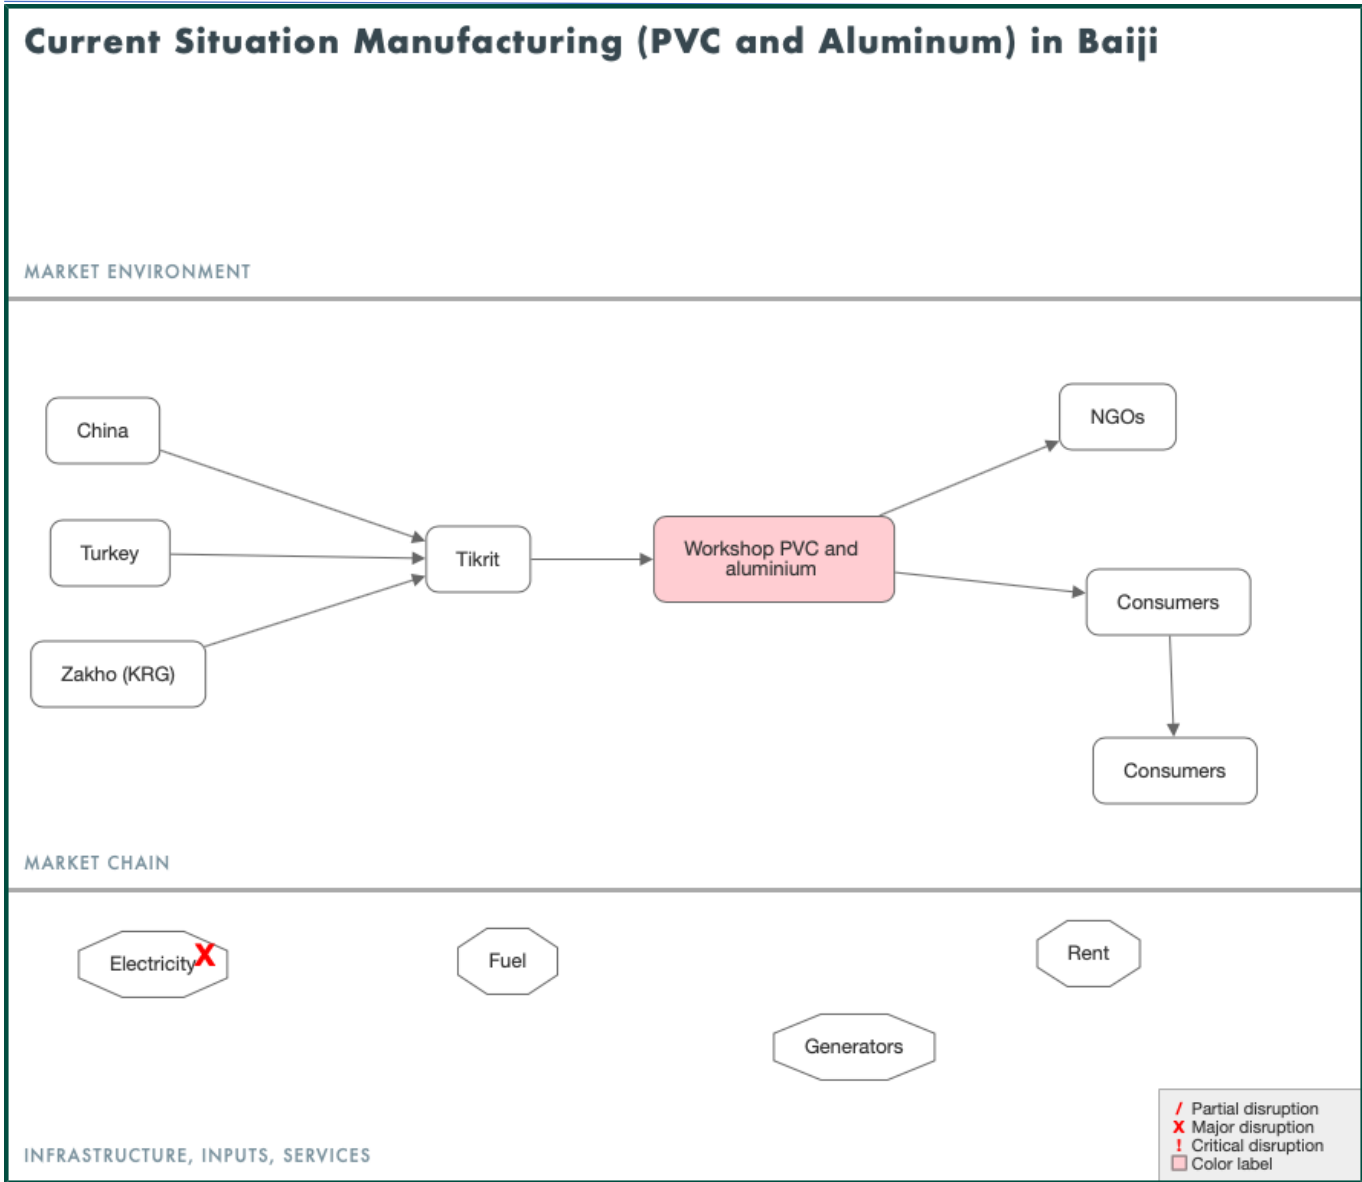 Current Situation Manufacturing (PVC and Aluminum) in Baiji
MARKET ENVIRONMENT
China
Turkey
Zakho (KRG)
Tikrit
Workshop PVC and
aluminium
NGOs
Consumers
Consumers
MARKET CHAIN
Electricity
X
Fuel
Generators
Rent
INFRASTRUCTURE, INPUTS, SERVICES
/ Partial disruption
X Major disruption
! Critical disruption
Color label